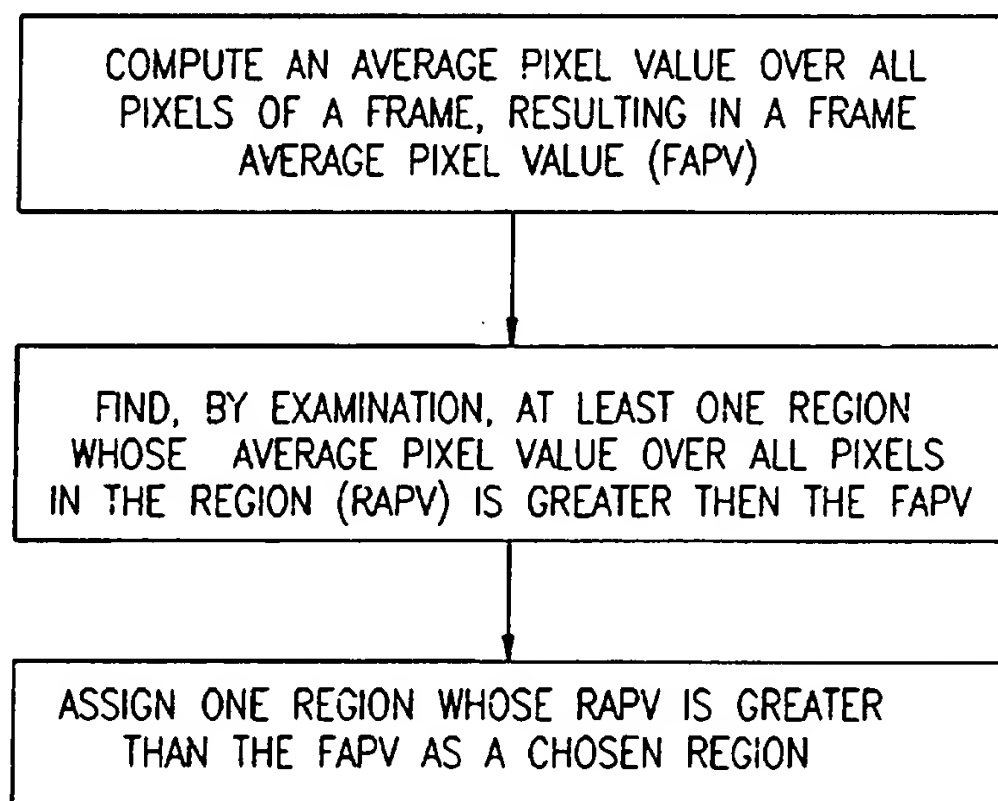 COMPUTE AN AVERAGE PIXEL VALUE OVER ALL
PIXELS OF A FRAME, RESULTING IN A FRAME
AVERAGE PIXEL VALUE (FAPV)
FIND, BY EXAMINATION, AT LEAST ONE REGION
WHOSE AVERAGE PIXEL VALUE OVER ALL PIXELS
IN THE REGION (RAPV) IS GREATER THEN THE FAPV
ASSIGN ONE REGION WHOSE RAPV IS GREATER
THAN THE FAPV AS A CHOSEN REGION